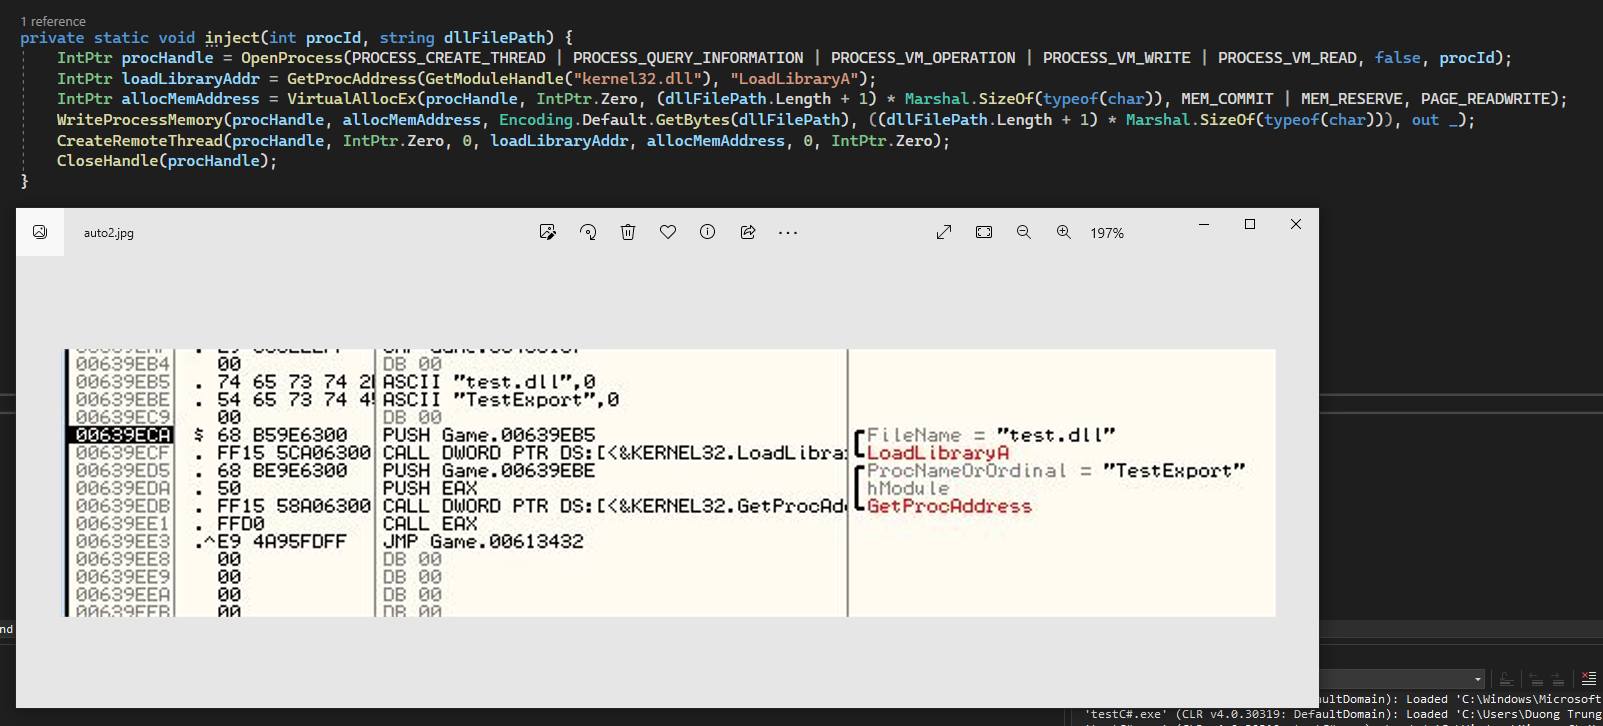 1 reference
private static void inject(int procId, string dllFilePath) {
IntPtr procHandle = OpenProcess(PROCESS_CREATE_THREAD | PROCESS_QUERY_INFORMATION | PROCESS_VM_OPERATION | PROCESS_VM_WRITE | PROCESS_VM_READ, false, procId);
IntPtr loadLibraryAddr = GetProcAddress(GetModuleHandle("kernel32.dll"), "LoadLibraryA");
IntPtr allocMemAddress = VirtualAllocEx(procHandle, IntPtr.Zero, (dllFilePath.Length + 1) * Marshal.SizeOf(typeof(char)), MEM_COMMIT | MEM_RESERVE, PAGE_READWRITE);
WriteProcessMemory(procHandle, allocMemAddress, Encoding.Default.GetBytes(dllFilePath), ((dllFilePath.Length + 1) * Marshal.SizeOf(typeof(char))), out _);
CreateRemoteThread(procHandle, IntPtr.Zero, 0, loadLibraryAddr, allocMemAddress, 0, IntPtr.Zero);
CloseHandle(procHandle);
}
auto2.jpg
197%
00639EB4 00 DB 00
00639EB5 . 74 65 73 74 2 ASCII "test.dll",0
00639EBE . 54 65 73 74 4 ASCII "TestExport",0
00639EC9 00 DB 00
00639ECA $ 68 B59E6300 PUSH Game.00639EB5 FileName = "test.dll"
00639ECF . FF15 5CA06300 CALL DWORD PTR DS:[<&KERNEL32.LoadLibra LoadLibraryA
00639ED5 . 68 BE9E6300 PUSH Game.00639EBE ProcNameOrOrdinal = "TestExport"
00639EDA . 50 PUSH EAX hModule
00639EDB . FF15 58A06300 CALL DWORD PTR DS:[<&KERNEL32.GetProcAd GetProcAddress
00639EE1 . FFD0 CALL EAX
00639EE3 .^E9 4A95FDFF JMP Game.00613432
00639EE8 00 DB 00
00639EE9 00 DB 00
00639EEA 00 DB 00
00639EEB 00 DB 00
nd
aultDomain): Loaded 'C:\Windows\Microsoft
'testC#.exe' (CLR v4.0.30319: DefaultDomain): Loaded 'C:\Users\Duong Trung